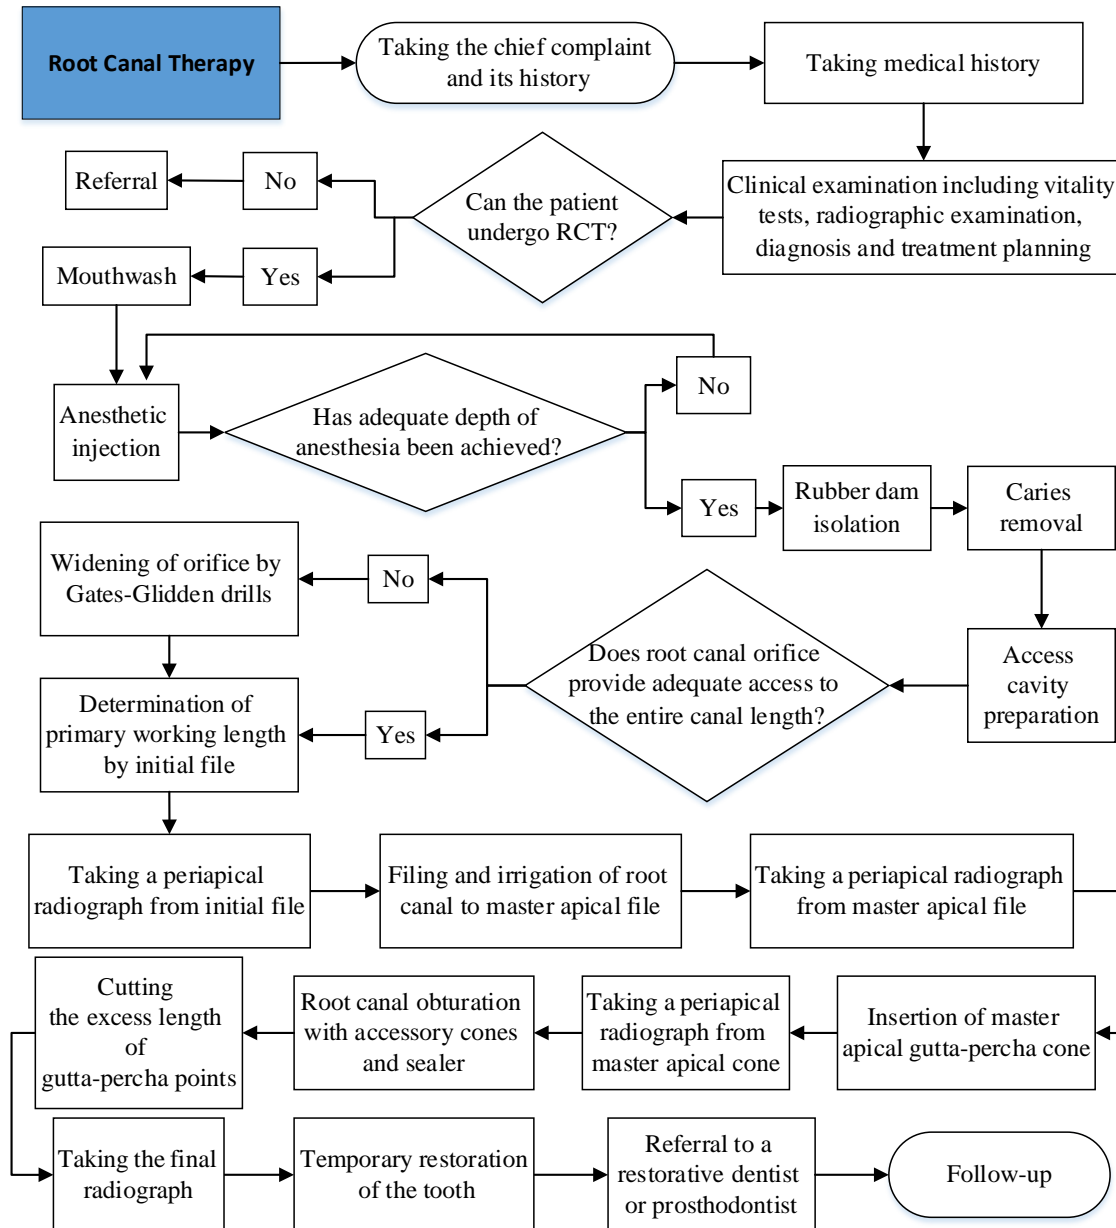 Root Canal Therapy
Taking the chief complaint
and its history
Taking medical history
Clinical examination including vitality
tests, radiographic examination,
diagnosis and treatment planning
Can the patient
undergo RCT?
No
Referral
Yes
Mouthwash
Anesthetic
injection
Has adequate depth of
anesthesia been achieved?
No
Yes
Rubber dam
isolation
Caries
removal
Access
cavity
preparation
Does root canal orifice
provide adequate access to
the entire canal length?
No
Widening of orifice by
Gates-Glidden drills
Yes
Determination of
primary working length
by initial file
Taking a periapical
radiograph from initial file
Filing and irrigation of root
canal to master apical file
Taking a periapical radiograph
from master apical file
Insertion of master
apical gutta-percha cone
Taking a periapical
radiograph from
master apical cone
Root canal obturation
with accessory cones
and sealer
Cutting
the excess length
of
gutta-percha points
Taking the final
radiograph
Temporary restoration
of the tooth
Referral to a
restorative dentist
or prosthodontist
Follow-up